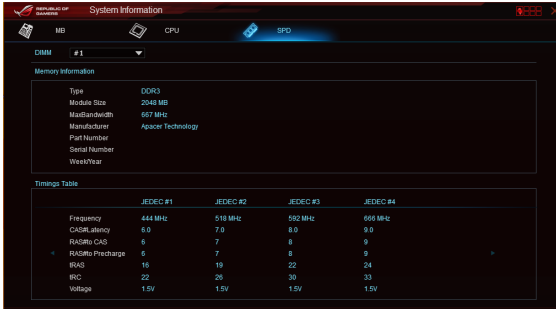 REPUBLIC OF GAMERS System Information
MB CPU SPD
DIMM #1
Memory Information
Type DDR3
Module Size 2048 MB
MaxBandwidth 667 MHz
Manufacturer Apacer Technology
Part Number
Serial Number
Week/Year
Timings Table
JEDEC #1 JEDEC #2 JEDEC #3 JEDEC #4
Frequency 444 MHz 518 MHz 592 MHz 666 MHz
CAS#Latency 6.0 7.0 8.0 9.0
RAS#to CAS 6 7 8 9
RAS#to Precharge 6 7 8 9
tRAS 16 19 22 24
tRC 22 26 30 33
Voltage 1.5V 1.5V 1.5V 1.5V